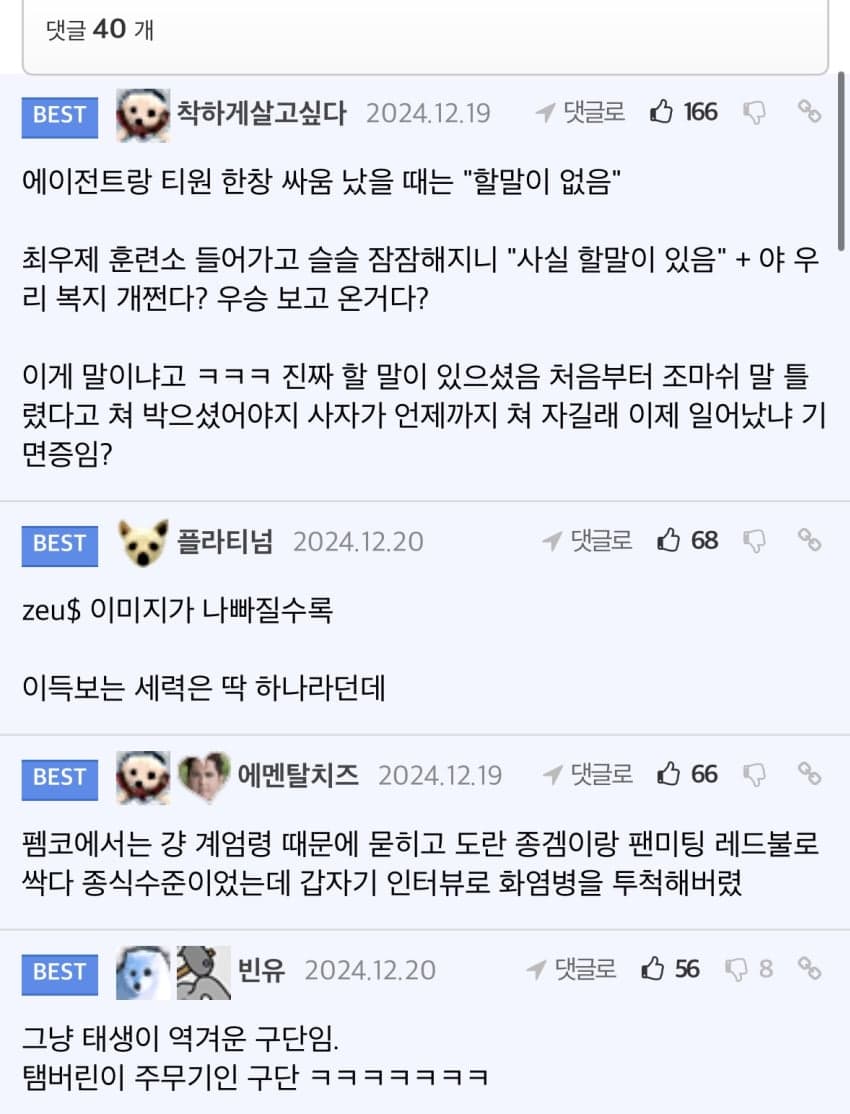 댓글 40 개
BEST 착하게살고싶다 2024.12.19 댓글로 166
에이전트랑 티원 한창 싸움 났을 때는 "할말이 없음"
최우제 훈련소 들어가고 슬슬 잠잠해지니 "사실 할말이 있음" + 야 우
리 복지 개쩐다? 우승 보고 온거다?
이게 말이냐고 ㅋㅋㅋ 진짜 할 말이 있으셨음 처음부터 조마쉬 말 틀
렸다고 쳐 박으셨어야지 사자가 언제까지 쳐 자길래 이제 일어났냐 기
면증임?
BEST 플라티넘 2024.12.20 댓글로 68
zeu$ 이미지가 나빠질수록
이득보는 세력은 딱 하나라던데
BEST 에멘탈치즈 2024.12.19 댓글로 66
펨코에서는 걍 계엄령 때문에 묻히고 도란 종겜이랑 팬미팅 레드불로
싹다 종식수준이었는데 갑자기 인터뷰로 화염병을 투척해버렸
BEST 빈유 2024.12.20 댓글로 56 8
그냥 태생이 역겨운 구단임.
탬버린이 주무기인 구단 ㅋㅋㅋㅋㅋㅋㅋ